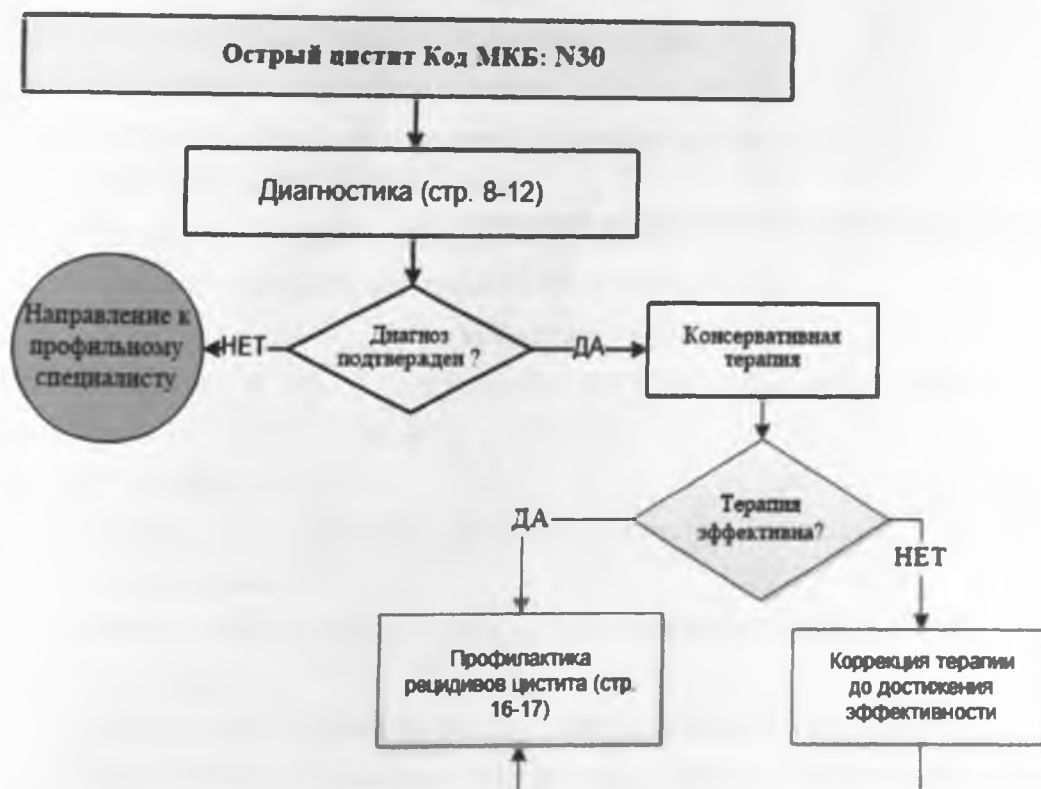 Острый цистит Код МКБ: N30
Диагностика (стр. 8-12)
Направление к
профильному
специалисту
НЕТ
Диагноз
подтвержден ?
ДА
Консервативная
терапия
Терапия
эффективна?
ДА
НЕТ
Профилактика
рецидивов цистита (стр.
16-17)
Коррекция терапии
до достижения
эффективности